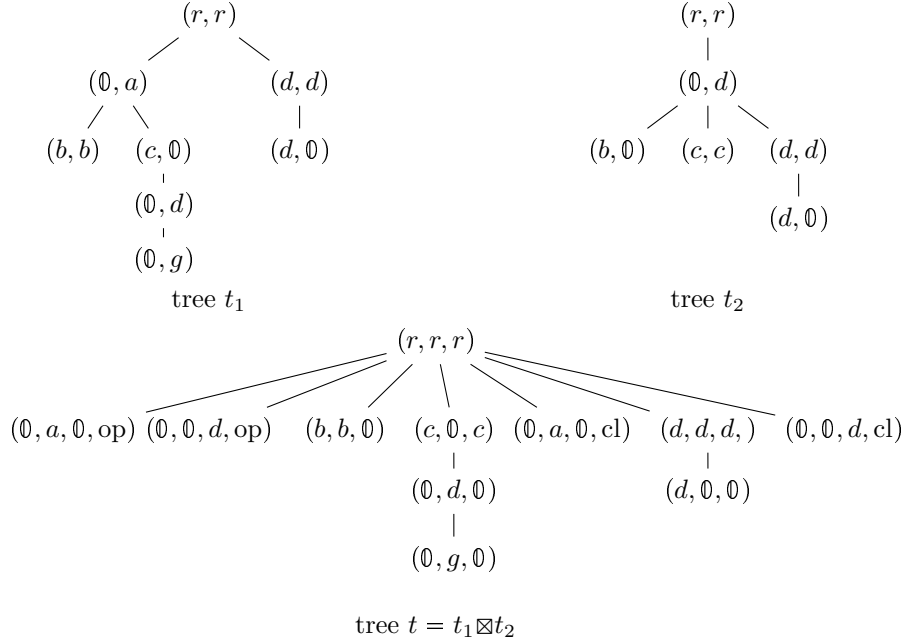 (r, r) (r, r)
(𝟘, a) (d, d) (𝟘, d)
(b, b) (c, 𝟘) (d, 𝟘) (b, 𝟘) (c, c) (d, d)
(𝟘, d) (d, 𝟘)
(𝟘, g)
tree t₁ tree t₂
(r, r, r)
(𝟘, a, 𝟘, op) (𝟘, 𝟘, d, op) (b, b, 𝟘) (c, 𝟘, c) (𝟘, a, 𝟘, cl) (d, d, d, ) (𝟘, 𝟘, d, cl)
(𝟘, d, 𝟘) (d, 𝟘, 𝟘)
(𝟘, g, 𝟘)
tree t = t₁⊠t₂